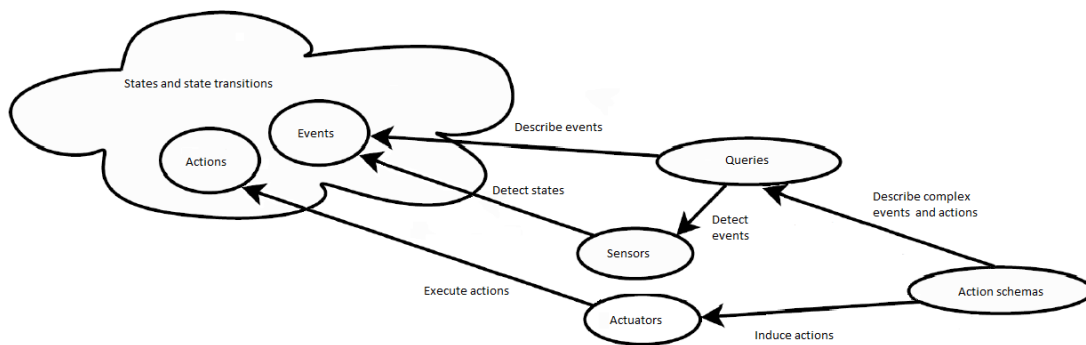 States and state transitions
Events
Actions
Describe events
Queries
Detect states
Describe complex
events and actions
Detect
events
Sensors
Execute actions
Action schemas
Actuators
Induce actions